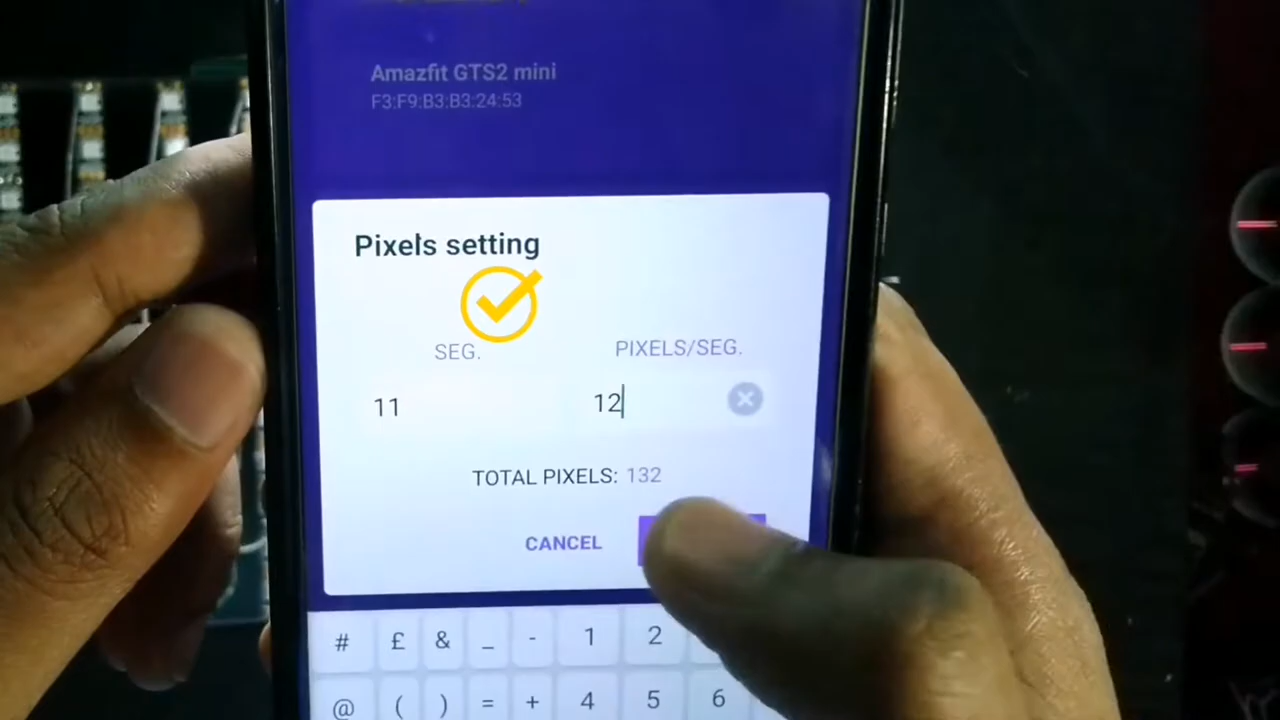 Amazfit GTS2 mini
F3:F9:B3:B3:24:53
Pixels setting
SEG.
PIXELS/SEG.
11
12
TOTAL PIXELS: 132
CANCEL
# £ & _ - 1 2
@ ( ) = + 4 5 6